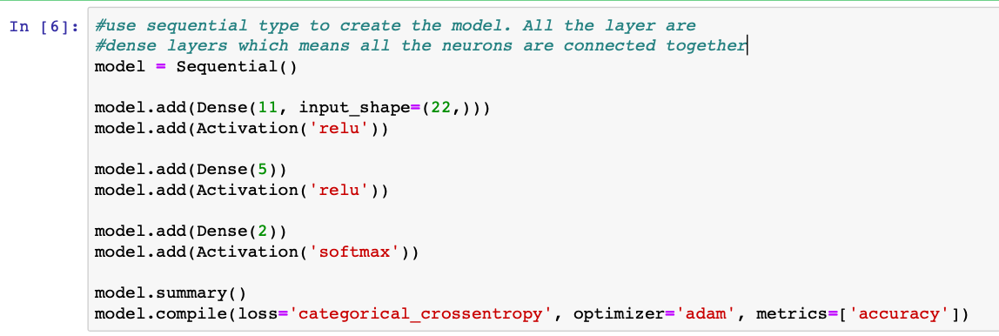 In [6]: #use sequential type to create the model. All the layer are
#dense layers which means all the neurons are connected together
model = Sequential()
model.add(Dense(11, input_shape=(22,)))
model.add(Activation('relu'))
model.add(Dense(5))
model.add(Activation('relu'))
model.add(Dense(2))
model.add(Activation('softmax'))
model.summary()
model.compile(loss='categorical_crossentropy', optimizer='adam', metrics=['accuracy'])